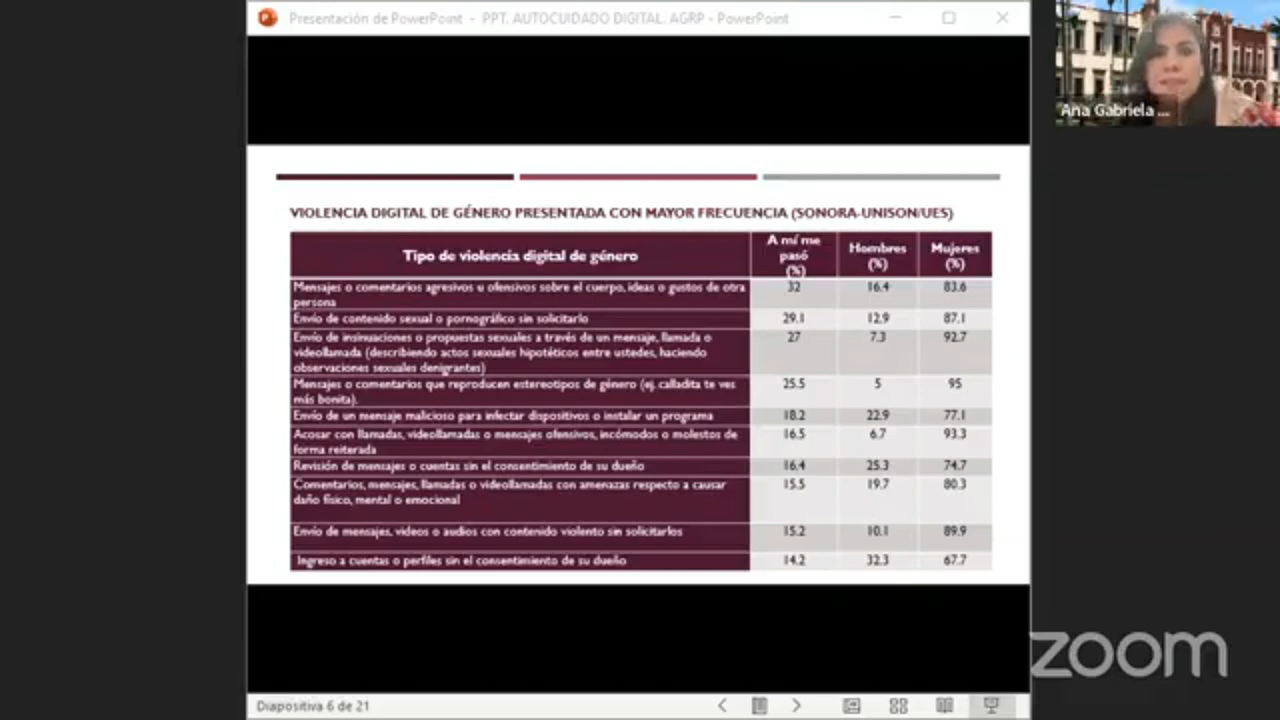 Presentación de PowerPoint - PPT. AUTOCUIDADO DIGITAL. AGRP - PowerPoint
Ana Gabriela ...
VIOLENCIA DIGITAL DE GÉNERO PRESENTADA CON MAYOR FRECUENCIA (SONORA-UNISON/UES)
Tipo de violencia digital de género
A mí me
pasó
(%)
Hombres
(%)
Mujeres
(%)
Mensajes o comentarios agresivos u ofensivos sobre el cuerpo, ideas o gustos de otra
persona
32 16.4 83.6
Envío de contenido sexual o pornográfico sin solicitarlo
29.1 12.9 87.1
Envío de insinuaciones o propuestas sexuales a través de un mensaje, llamada o
videollamada (describiendo actos sexuales hipotéticos entre ustedes, haciendo
observaciones sexuales denigrantes)
27 7.3 92.7
Mensajes o comentarios que reproducen estereotipos de género (ej. calladita te ves
más bonita).
25.5 5 95
Envío de un mensaje malicioso para infectar dispositivos o instalar un programa
18.2 22.9 77.1
Acosar con llamadas, videollamadas o mensajes ofensivos, incómodos o molestos de
forma reiterada
16.5 6.7 93.3
Revisión de mensajes o cuentas sin el consentimiento de su dueño
16.4 25.3 74.7
Comentarios, mensajes, llamadas o videollamadas con amenazas respecto a causar
daño físico, mental o emocional
15.5 19.7 80.3
Envío de mensajes, videos o audios con contenido violento sin solicitarlos
15.2 10.1 89.9
Ingreso a cuentas o perfiles sin el consentimiento de su dueño
14.2 32.3 67.7
zoom
Diapositiva 6 de 21